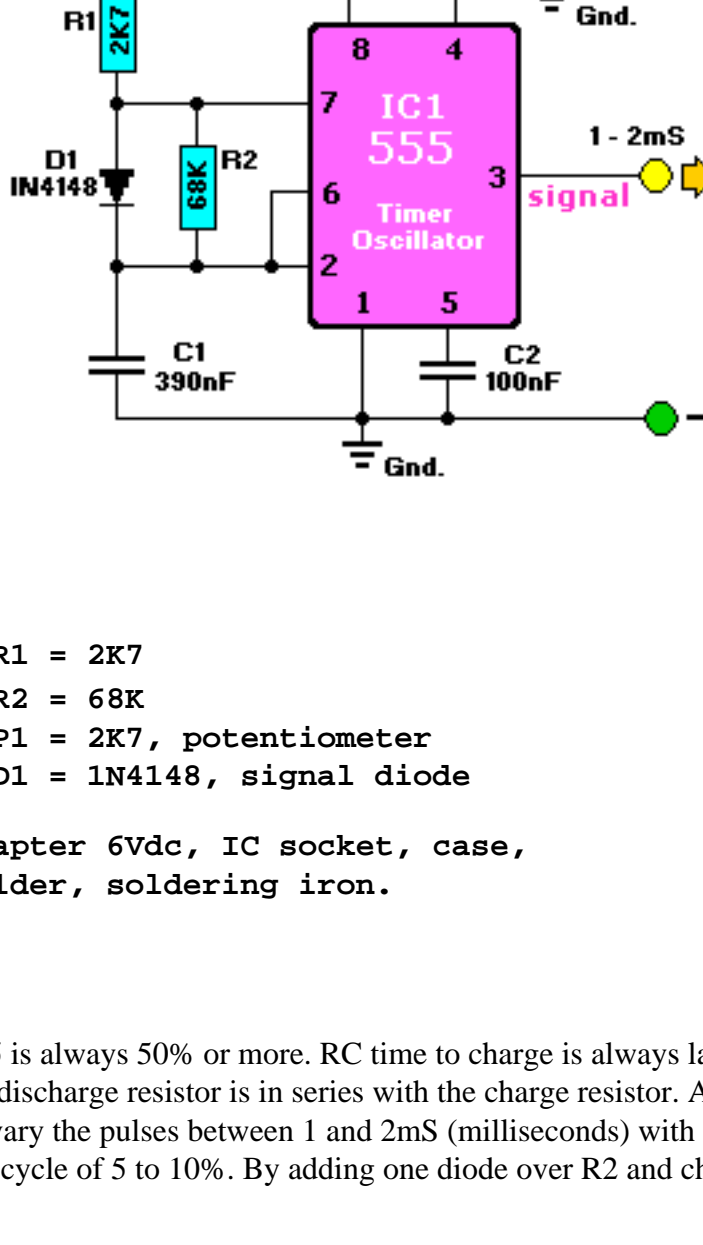 R1
2K7
Gnd.
8
4
7
IC1
555
1 - 2mS
D1
IN4148
R2
68K
6
3
signal
Timer
Oscillator
2
1
5
C1
390nF
C2
100nF
Gnd.
R1 = 2K7
R2 = 68K
P1 = 2K7, potentiometer
D1 = 1N4148, signal diode
apter 6Vdc, IC socket, case,
lder, soldering iron.
is always 50% or more. RC time to charge is always la
discharge resistor is in series with the charge resistor. A
vary the pulses between 1 and 2mS (milliseconds) with
cycle of 5 to 10%. By adding one diode over R2 and ch